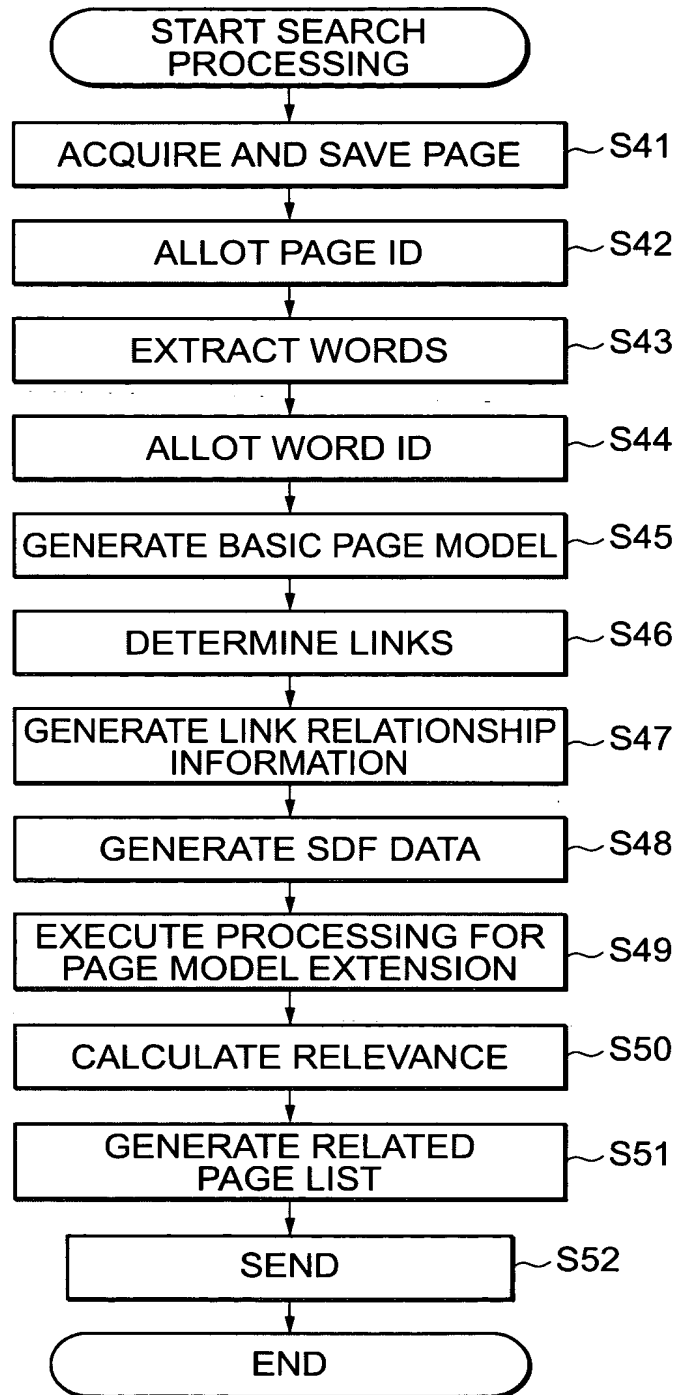 START SEARCH
PROCESSING
ACQUIRE AND SAVE PAGE
S41
ALLOT PAGE ID
S42
EXTRACT WORDS
S43
ALLOT WORD ID
S44
GENERATE BASIC PAGE MODEL
S45
DETERMINE LINKS
S46
GENERATE LINK RELATIONSHIP
INFORMATION
S47
GENERATE SDF DATA
S48
EXECUTE PROCESSING FOR
PAGE MODEL EXTENSION
S49
CALCULATE RELEVANCE
S50
GENERATE RELATED
PAGE LIST
S51
SEND
S52
END